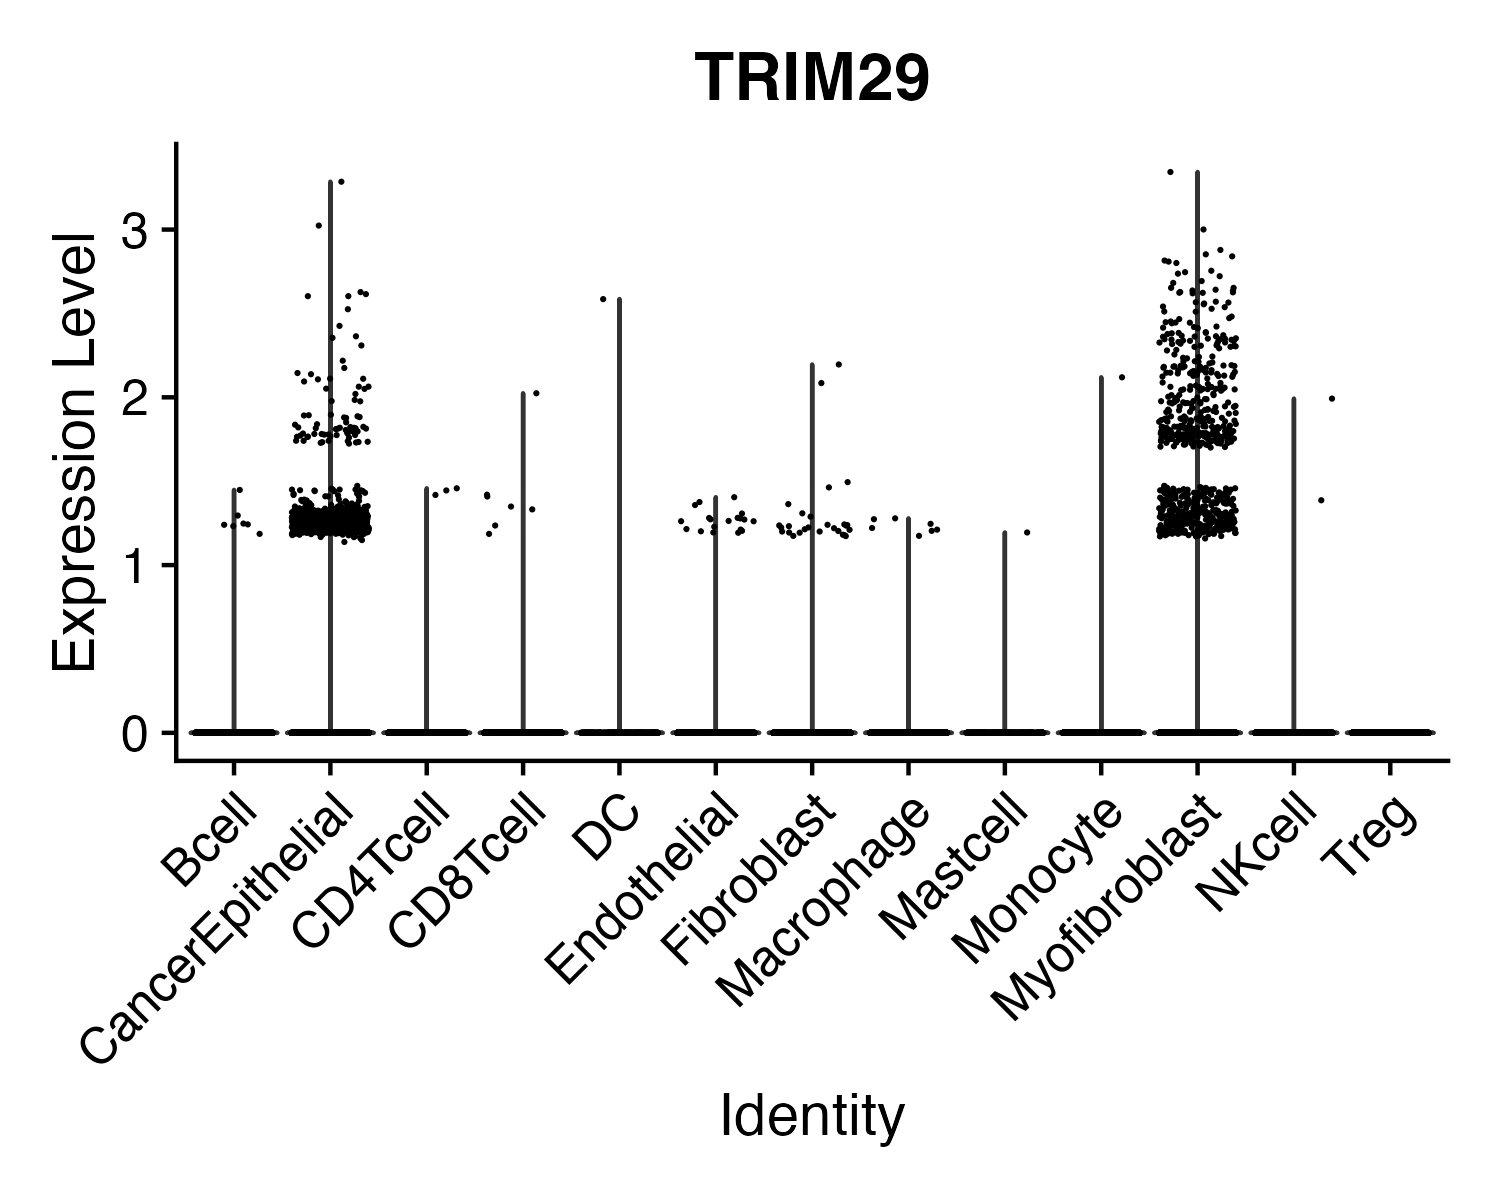 TRIM29
Expression Level
3
2
1
0
Bcell
CancerEpithelial
CD4Tcell
CD8Tcell
DC
Endothelial
Fibroblast
Macrophage
Mastcell
Monocyte
Myofibroblast
NKcell
Treg
Identity